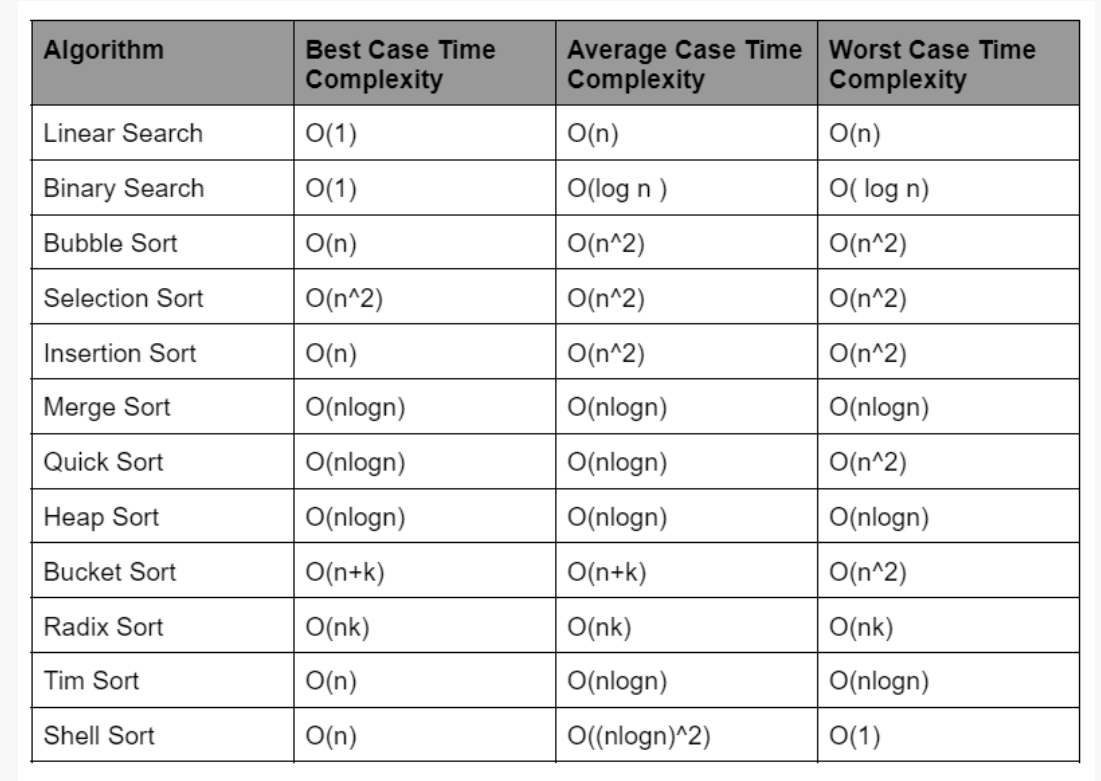 Algorithm Best Case Time Complexity Average Case Time Complexity Worst Case Time Complexity
Linear Search O(1) O(n) O(n)
Binary Search O(1) O(log n ) O( log n)
Bubble Sort O(n) O(n^2) O(n^2)
Selection Sort O(n^2) O(n^2) O(n^2)
Insertion Sort O(n) O(n^2) O(n^2)
Merge Sort O(nlogn) O(nlogn) O(nlogn)
Quick Sort O(nlogn) O(nlogn) O(n^2)
Heap Sort O(nlogn) O(nlogn) O(nlogn)
Bucket Sort O(n+k) O(n+k) O(n^2)
Radix Sort O(nk) O(nk) O(nk)
Tim Sort O(n) O(nlogn) O(nlogn)
Shell Sort O(n) O((nlogn)^2) O(1)